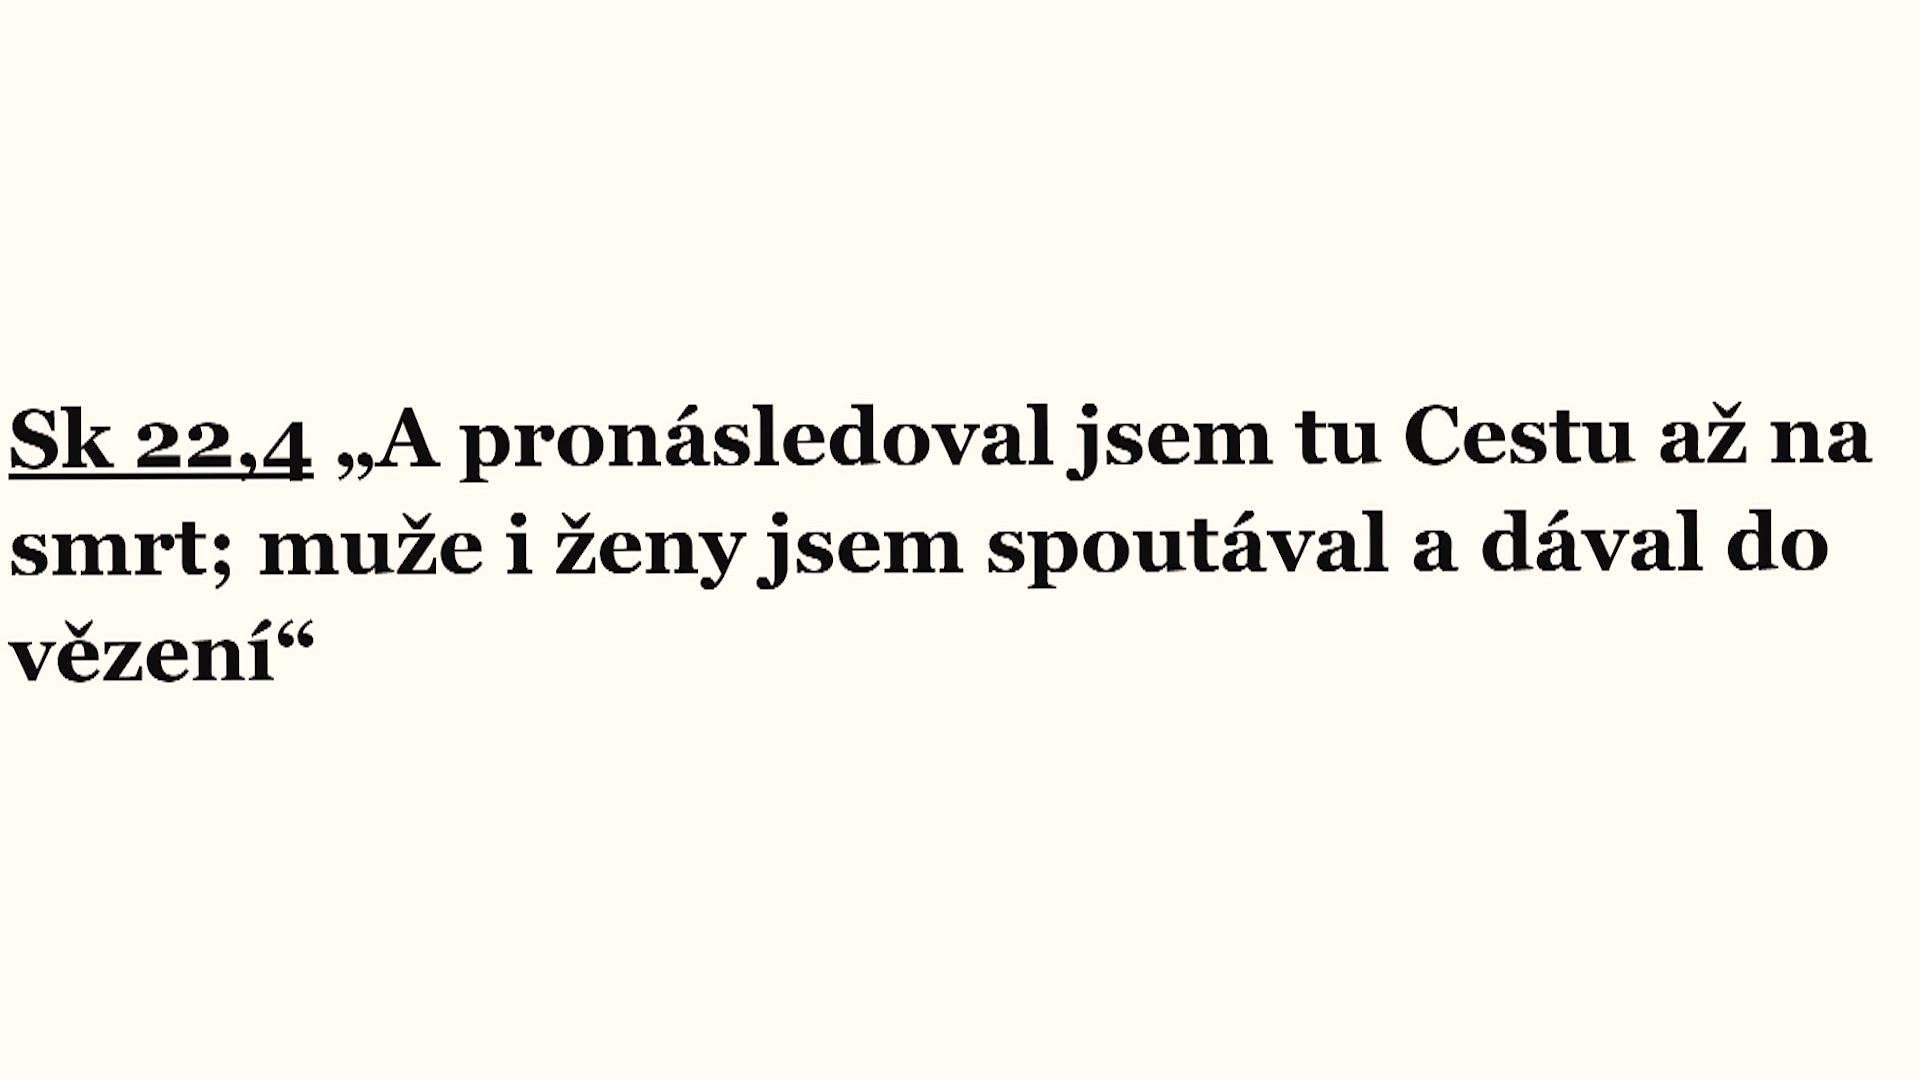 Sk 22,4 „A pronásledoval jsem tu Cestu až na
smrt; muže i ženy jsem spoutával a dával do
vězení“